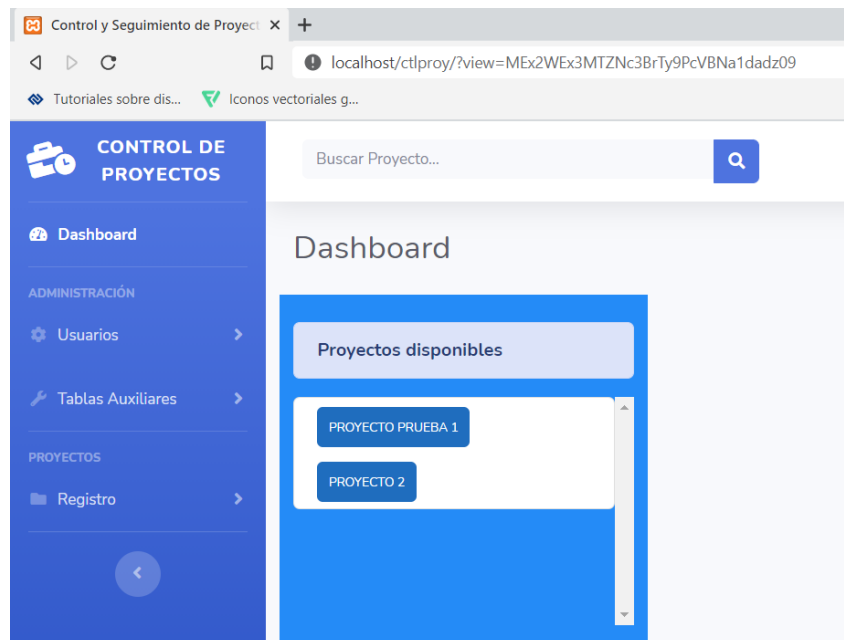 Control y Seguimiento de Proyect
localhost/ctlproy/?view=MEx2WEx3MTZNc3BrTy9PcVBNa1dadz09
Tutoriales sobre dis...
Iconos vectoriales g...
CONTROL DE
PROYECTOS
Buscar Proyecto...
Dashboard
Dashboard
ADMINISTRACIÓN
Usuarios
Proyectos disponibles
Tablas Auxiliares
PROYECTO PRUEBA 1
PROYECTOS
PROYECTO 2
Registro